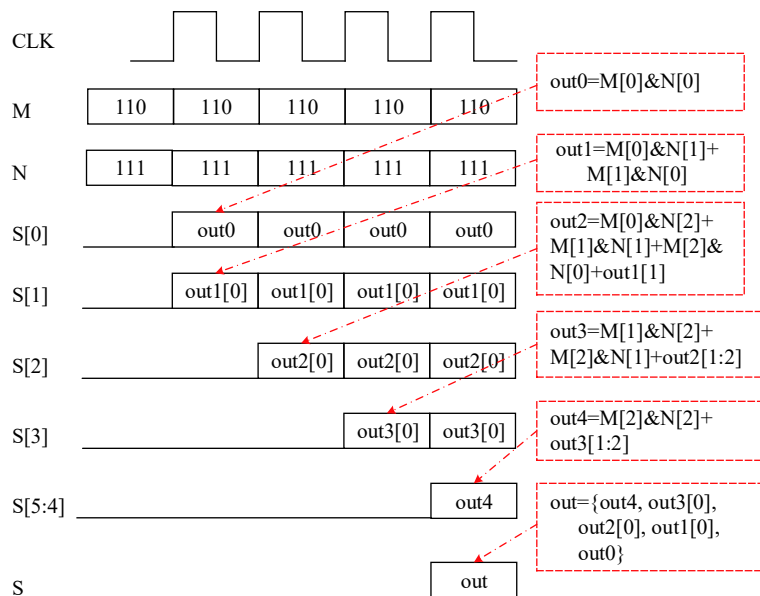 CLK
out0=M[0]&N[0]
M 110 110 110 110 110
N 111 111 111 111 111
out1=M[0]&N[1]+
M[1]&N[0]
S[0] out0 out0 out0 out0
out2=M[0]&N[2]+
M[1]&N[1]+M[2]&
N[0]+out1[1]
S[1] out1[0] out1[0] out1[0] out1[0]
S[2] out2[0] out2[0] out2[0]
out3=M[1]&N[2]+
M[2]&N[1]+out2[1:2]
S[3] out3[0] out3[0]
out4=M[2]&N[2]+
out3[1:2]
S[5:4] out4
out={out4, out3[0],
out2[0], out1[0],
out0}
S out